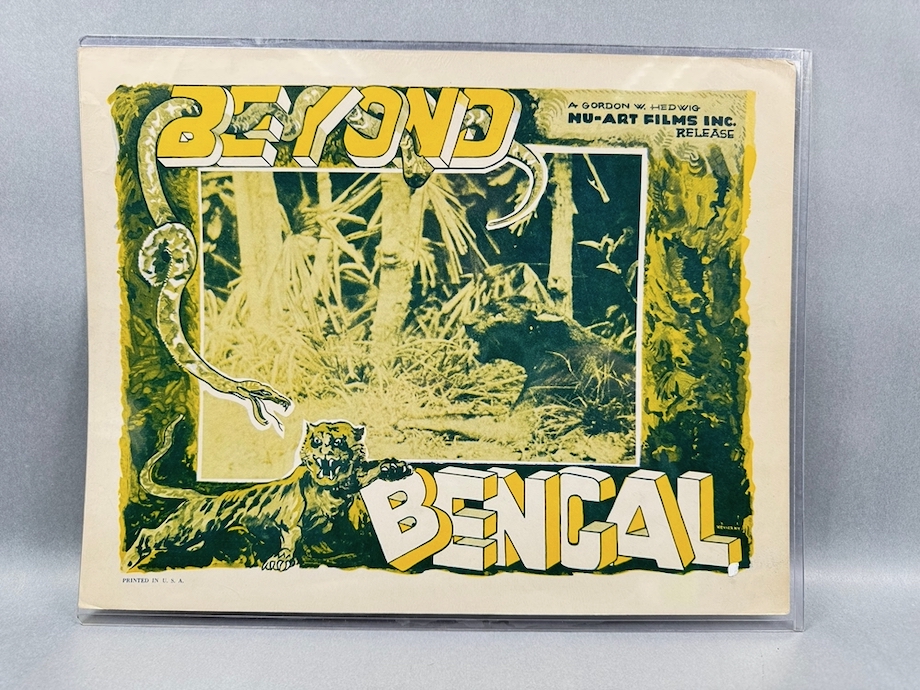 BEYOND
A GORDON W. HEDWIG
NU-ART FILMS INC.
RELEASE
BENGAL
PRINTED IN U. S. A.